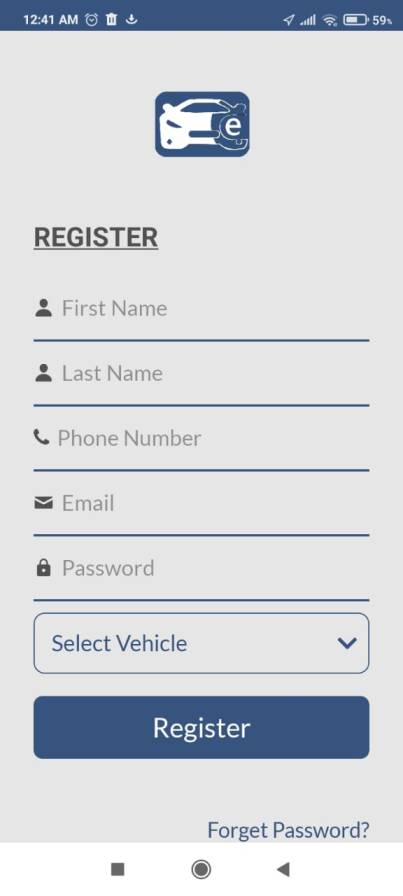 12:41 AM 59%
e
REGISTER
First Name
Last Name
Phone Number
Email
Password
Select Vehicle
Register
Forget Password?